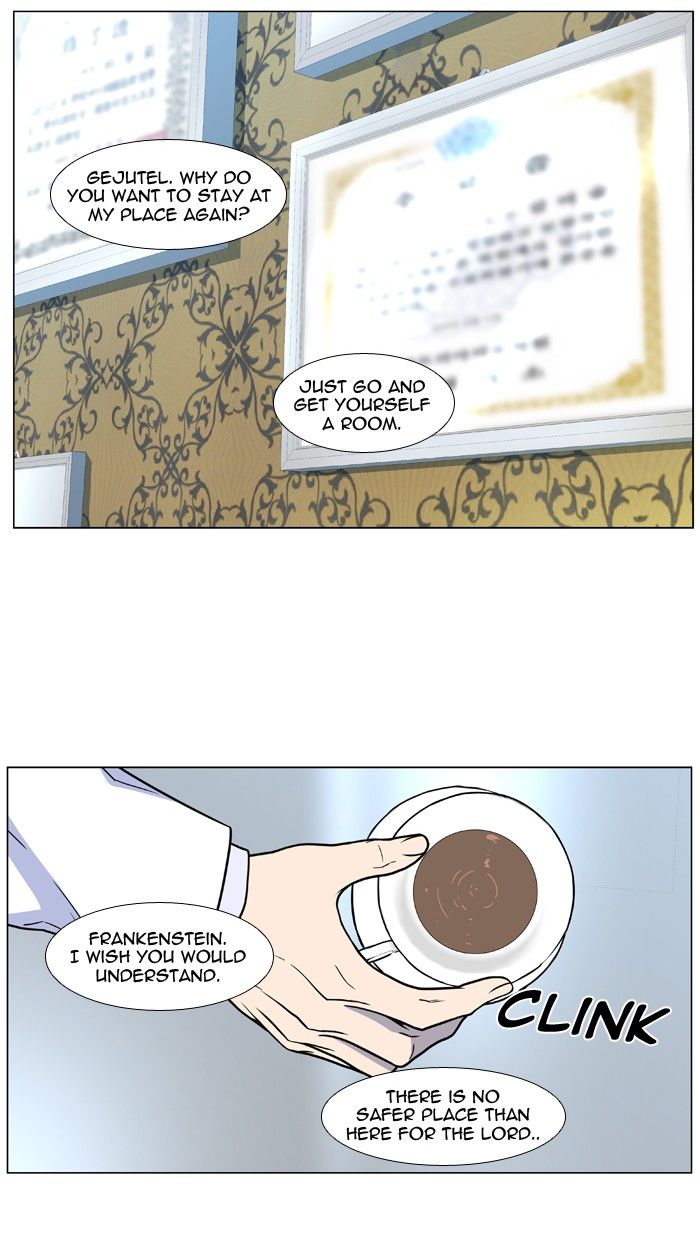 GEJUTEL. WHY DO
YOU WANT TO STAY AT
MY PLACE AGAIN?
JUST GO AND
GET YOURSELF
A ROOM.
FRANKENSTEIN.
I WISH YOU WOULD
UNDERSTAND.
CLINK
THERE IS NO
SAFER PLACE THAN
HERE FOR THE LORD..